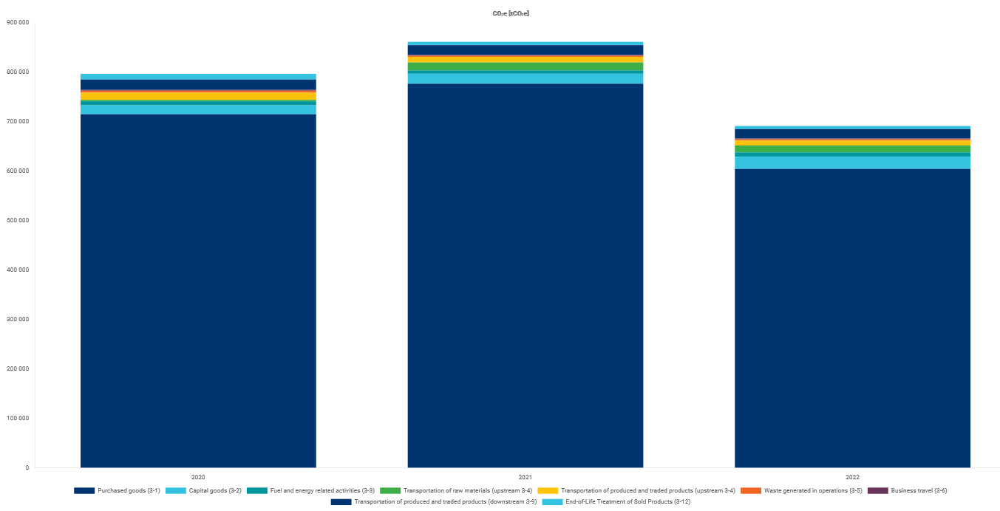 CO₂e [tCO₂e]
900 000
800 000
700 000
600 000
500 000
400 000
300 000
200 000
100 000
0
2020 2021 2022
Purchased goods (3-1) Capital goods (3-2) Fuel and energy related activities (3-3) Transportation of raw materials (upstream 3-4) Transportation of produced and traded products (upstream 3-4) Waste generated in operations (3-5) Business travel (3-6)
Transportation of produced and traded products (downstream 3-9) End-of-Life Treatment of Sold Products (3-12)